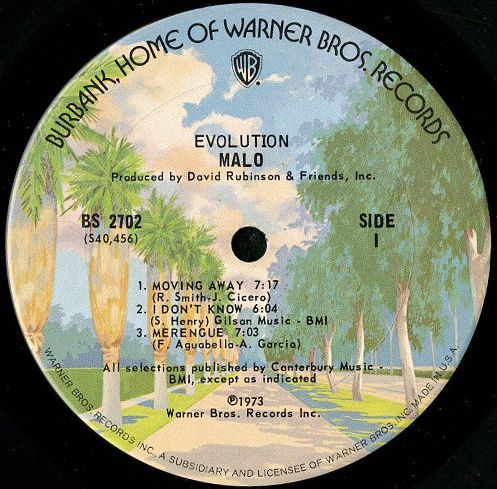 BURBANK, HOME OF WARNER BROS. RECORDS
WB
EVOLUTION
MALO
Produced by David Rubinson & Friends, Inc.
BS 2702
(S40,456)
SIDE
1
1. MOVING AWAY 7:17
(R. Smith-J. Cicero)
2. I DON'T KNOW 6:04
(S. Henry) Gilsan Music - BMI
3. MERENGUE 7:03
(F. Aguabella-A. Garcia)
All selections published by Canterbury Music -
BMI, except as indicated
℗1973
Warner Bros. Records Inc.
WARNER BROS. RECORDS INC., A SUBSIDIARY AND LICENSEE OF WARNER BROS. INC. MADE IN U.S.A.